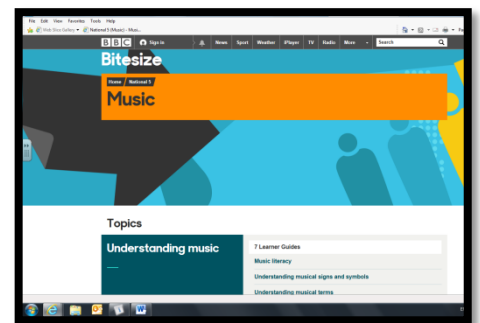 File Edit View Favorites Tools Help
Web Slice Gallery National 5 (Music) - Mus...
BBC Sign in News Sport Weather iPlayer TV Radio More Search
Bitesize
Home / National 5
Music
Topics
Understanding music
7 Learner Guides
Music literacy
Understanding musical signs and symbols
Understanding musical terms